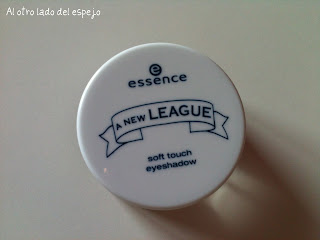 Al otro lado del espejo
e
essence
A NEW LEAGUE
soft touch
eyeshadow